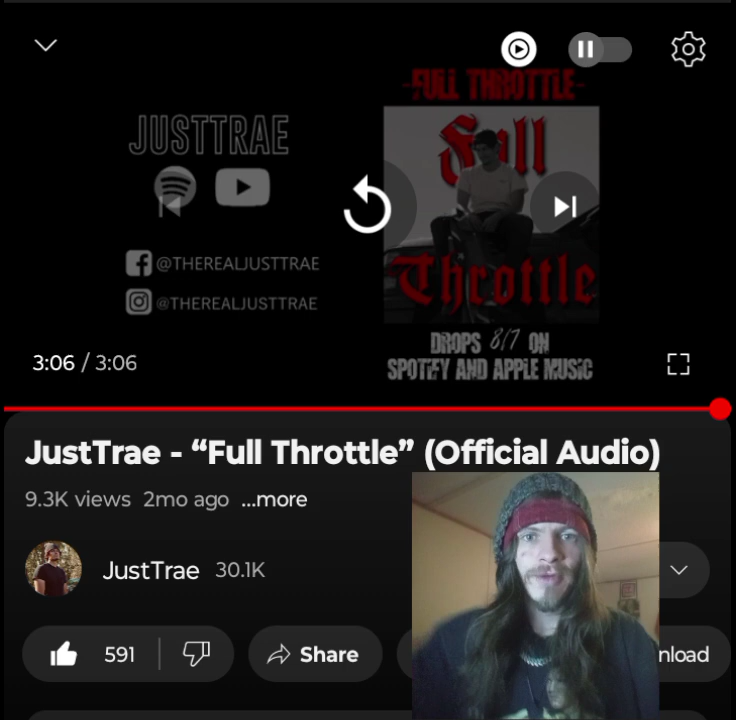 -FULL THROTTLE-
JUSTTRAE
Full
Throttle
@THEREALJUSTTRAE
@THEREALJUSTTRAE
DROPS 8/7 ON
SPOTIFY AND APPLE MUSIC
3:06 / 3:06
JustTrae - “Full Throttle” (Official Audio)
9.3K views 2mo ago ...more
JustTrae 30.1K
591 Share nload